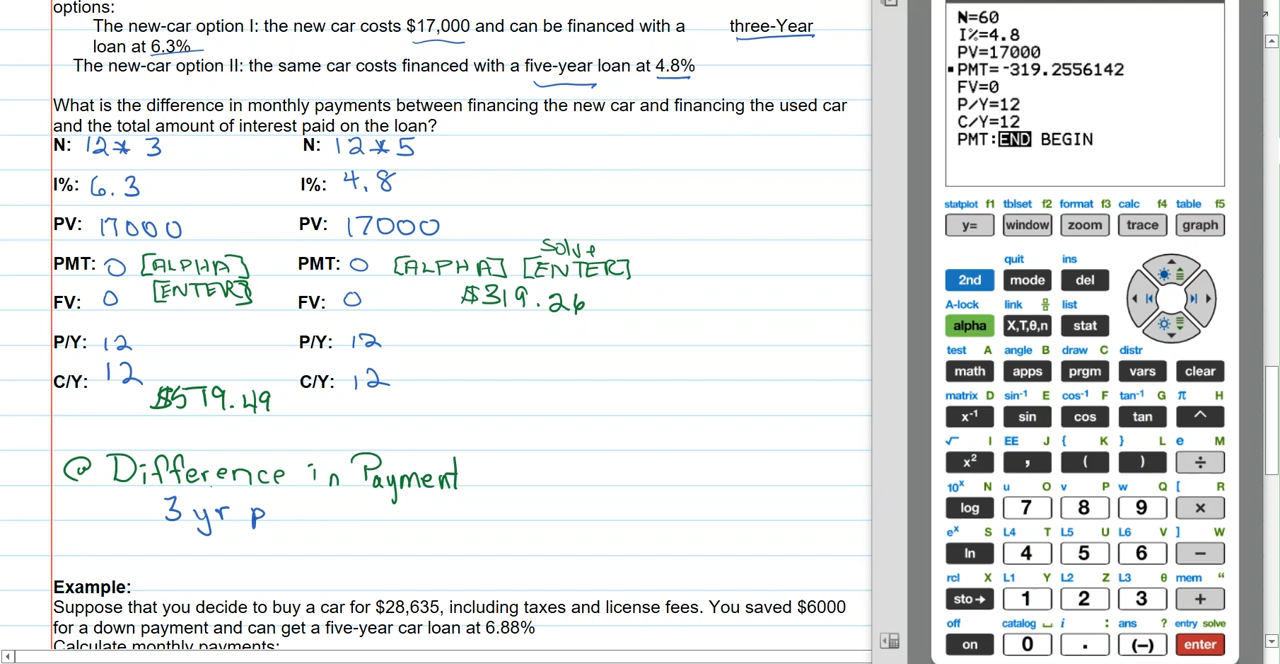 options:
The new-car option I: the new car costs $17,000 and can be financed with a three-Year
loan at 6.3%
The new-car option II: the same car costs financed with a five-year loan at 4.8%
What is the difference in monthly payments between financing the new car and financing the used car
and the total amount of interest paid on the loan?
N: 12* 3 N: 12*5
I%: 6.3 I%: 4.8
PV: 17000 PV: 17000
solve
PMT: 0 [ALPHA] PMT: 0 [ALPHA] [ENTER]
[ENTER]
FV: 0 FV: 0 $319.26
P/Y: 12 P/Y: 12
C/Y: 12 C/Y: 12
$519.49
@ Difference in Payment
3 yr p
Example:
Suppose that you decide to buy a car for $28,635, including taxes and license fees. You saved $6000
for a down payment and can get a five-year car loan at 6.88%
Calculate monthly payments:
N=60
I%=4.8
PV=17000
PMT=-319.2556142
FV=0
P/Y=12
C/Y=12
PMT:END BEGIN
statplot f1 tblset f2 format f3 calc f4 table f5
y= window zoom trace graph
quit ins
2nd mode del
A-lock link list
alpha X,T,θ,n stat
test A angle B draw C distr
math apps prgm vars clear
matrix D sin⁻¹ E cos⁻¹ F tan⁻¹ G π H
x⁻¹ sin cos tan ^
√ I EE J { K } L e M
x² , ( ) ÷
10ˣ N u O v P w Q [ R
log 7 8 9 ×
eˣ S L4 T L5 U L6 V ] W
ln 4 5 6 −
rcl X L1 Y L2 Z L3 θ mem "
sto→ 1 2 3 +
off catalog ␣ i : ans ? entry solve
on 0 . (−) enter